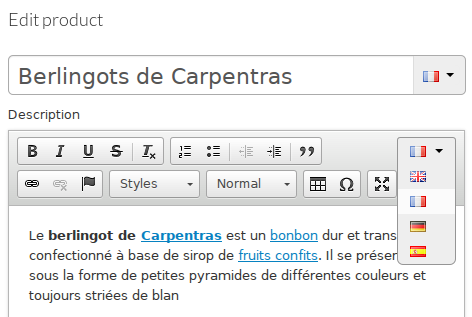 Edit product
Berlingots de Carpentras
Description
B I U S Ix
Styles Normal Ω
Le berlingot de Carpentras est un bonbon dur et trans
confectionné à base de sirop de fruits confits. Il se présen
sous la forme de petites pyramides de différentes couleurs et
toujours striées de blan